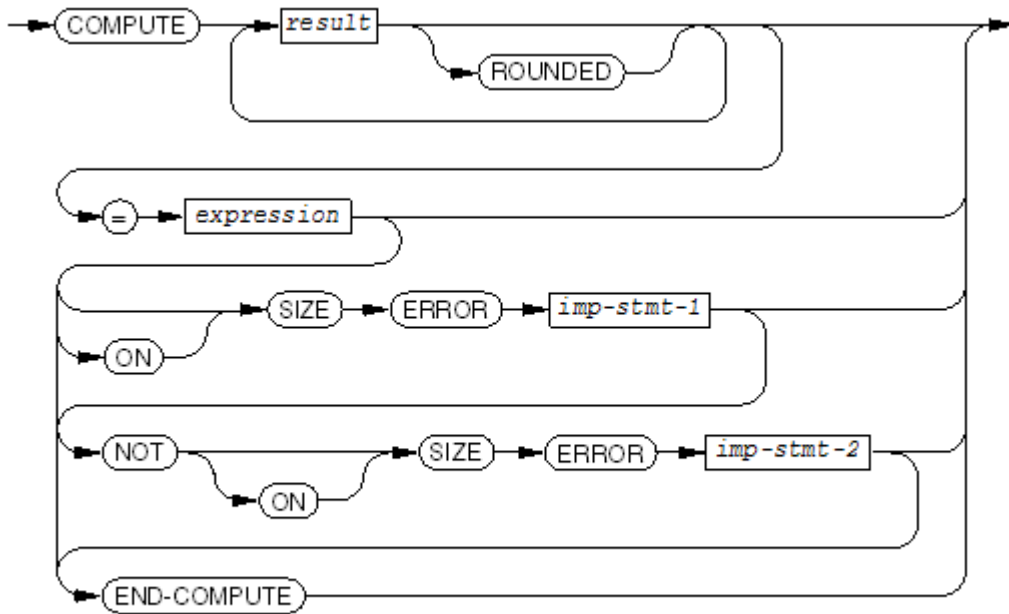 COMPUTE result
ROUNDED
= expression
SIZE ERROR imp-stmt-1
ON
NOT SIZE ERROR imp-stmt-2
ON
END-COMPUTE